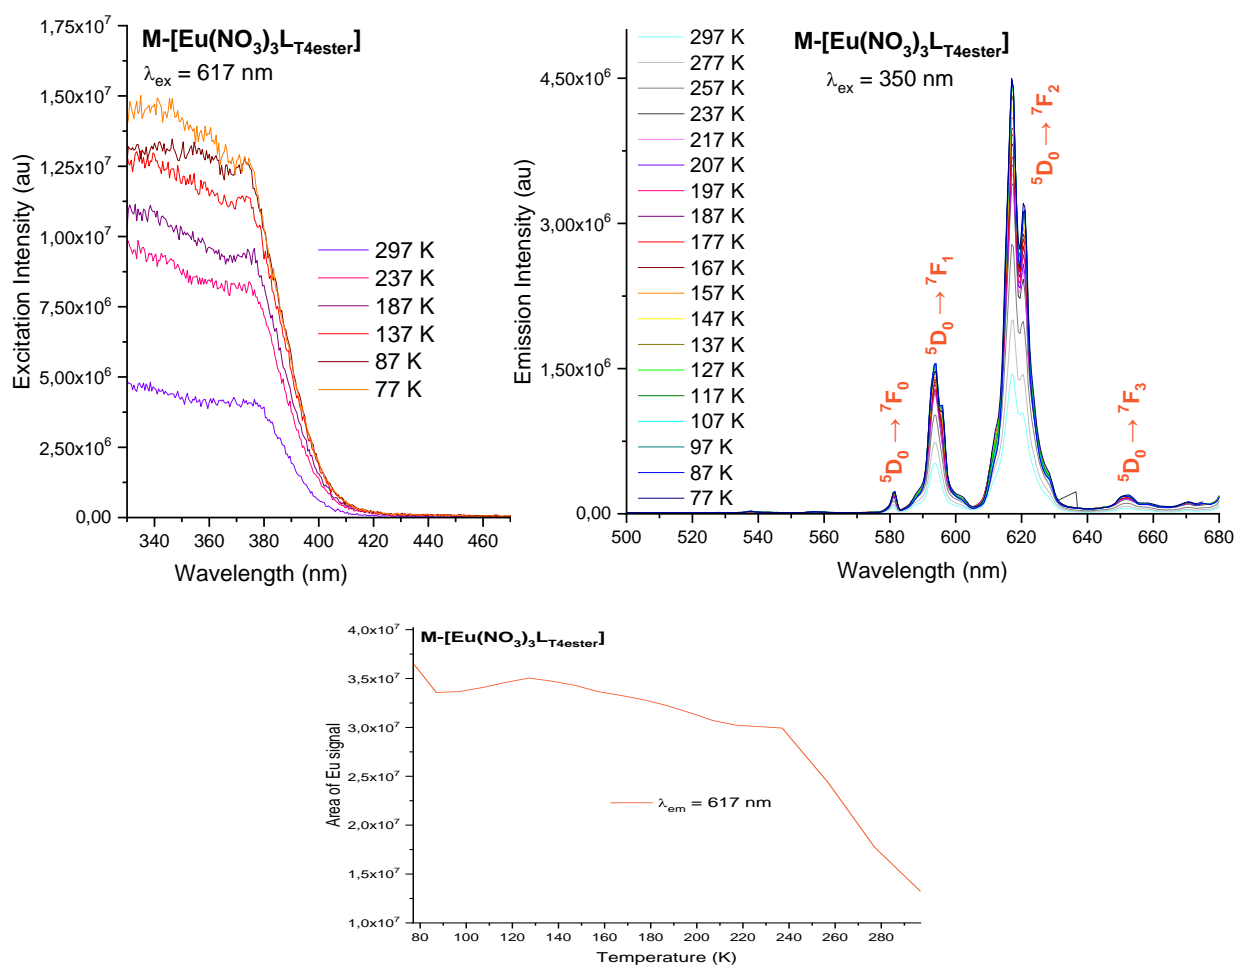 1,75x10⁷
1,50x10⁷
1,25x10⁷
1,00x10⁷
7,50x10⁶
5,00x10⁶
2,50x10⁶
0,00
Excitation Intensity (au)
M-[Eu(NO₃)₃L_T4ester]
λ_ex = 617 nm
297 K
237 K
187 K
137 K
87 K
77 K
340 360 380 400 420 440 460
Wavelength (nm)
4,50x10⁶
3,00x10⁶
1,50x10⁶
0,00
Emission Intensity (au)
297 K
277 K
257 K
237 K
217 K
207 K
197 K
187 K
177 K
167 K
157 K
147 K
137 K
127 K
117 K
107 K
97 K
87 K
77 K
M-[Eu(NO₃)₃L_T4ester]
λ_ex = 350 nm
⁵D₀ → ⁷F₀
⁵D₀ → ⁷F₁
⁵D₀ → ⁷F₂
⁵D₀ → ⁷F₃
500 520 540 560 580 600 620 640 660 680
Wavelength (nm)
4,0x10⁷
3,5x10⁷
3,0x10⁷
2,5x10⁷
2,0x10⁷
1,5x10⁷
1,0x10⁷
Area of Eu signal
M-[Eu(NO₃)₃L_T4ester]
λ_em = 617 nm
80 100 120 140 160 180 200 220 240 260 280
Temperature (K)